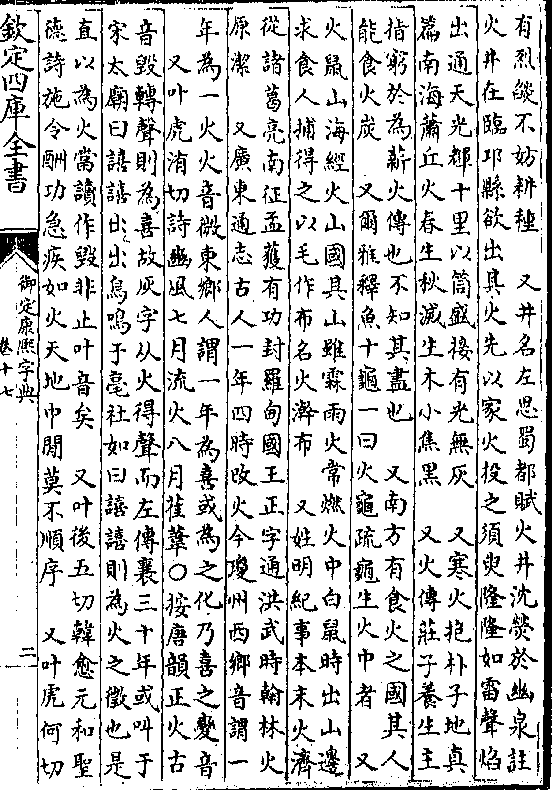 有烈燄不妨耕種　又井名左思蜀都賦火井沈熒於幽泉註
火井在臨邛縣欲出其火先以家火投之須臾隆隆如雷聲焰
出通天光耀十里以筒盛接有光無灰　又寒火抱朴子地真
篇南海蕭丘火春生秋滅生木小焦黑　又火傳莊子養生主
指窮於為薪火傳也不知其盡也　又南方有食火之國其人
能食火炭　又爾雅釋魚十龜一曰火龜疏龜生火中者　又
火鼠山海經火山國其山雖霖雨火常燃火中白鼠時出山邊
求食人捕得之以毛作布名火澣布　又姓明紀事本末火濟
從諸葛亮南征孟獲有功封羅甸國王正字通洪武時翰林火
原潔　又廣東通志古人一年四時改火今瓊州西鄉音謂一
年為一火火音微東鄉人謂一年為喜或為之化乃喜之變音
又叶虎洧切詩豳風七月流火八月萑葦○按唐韻正火古
音毀轉聲則為喜故灰字从火得聲而左傳襄三十年或叫于
宋太廟曰譆譆出出鳥鳴于亳社如曰譆譆則為火之徵也是
直以為火當讀作毀非止叶音矣　又叶後五切韓愈元和聖
德詩施令酬功急疾如火天地中閒莫不順序　又叶虎何切
欽定四庫全書
御定康熙字典
卷十七
二